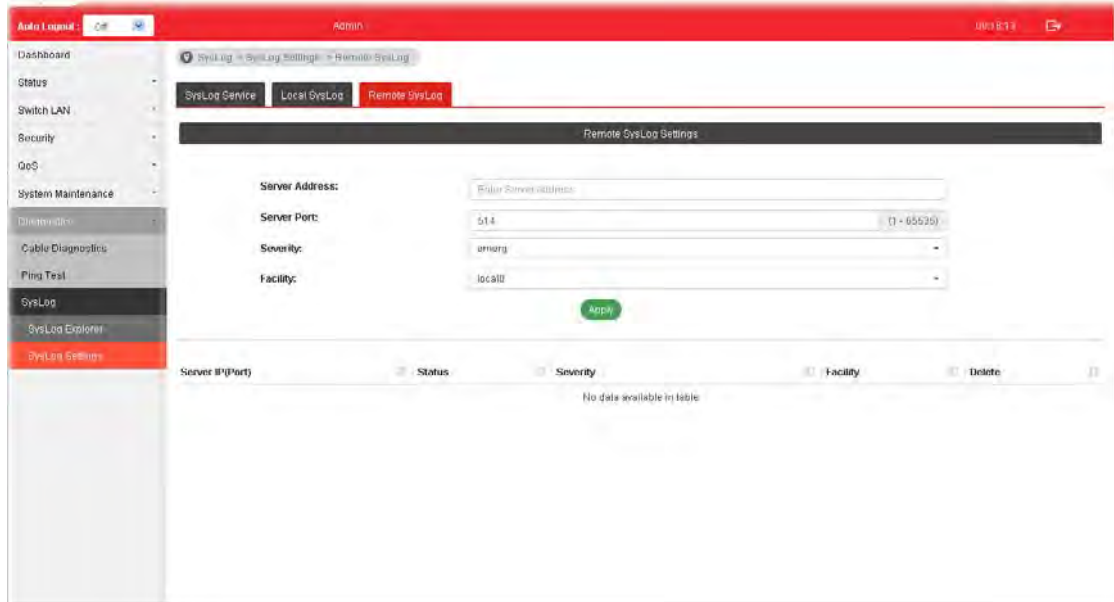 Auto Logout : Off
Admin
Dashboard
Status
Switch LAN
Security
QoS
System Maintenance
Diagnostics
Cable Diagnostics
Ping Test
SysLog
SysLog Explorer
SysLog Settings
SysLog » SysLog Settings » Remote SysLog
SysLog Service Local SysLog Remote SysLog
Remote SysLog Settings
Server Address: Enter Server address
Server Port: 514 (1 - 65535)
Severity: emerg
Facility: local0
Apply
Server IP(Port) Status Severity Facility Delete
No data available in table